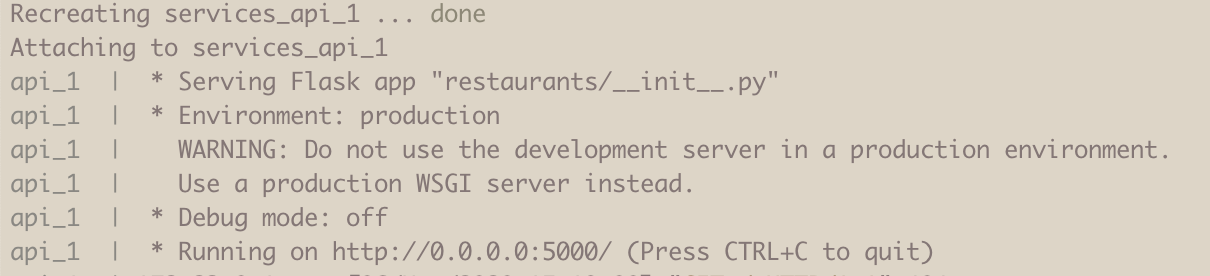 Recreating services_api_1 ... done
Attaching to services_api_1
api_1  |  * Serving Flask app "restaurants/__init__.py"
api_1  |  * Environment: production
api_1  |    WARNING: Do not use the development server in a production environment.
api_1  |    Use a production WSGI server instead.
api_1  |  * Debug mode: off
api_1  |  * Running on http://0.0.0.0:5000/ (Press CTRL+C to quit)